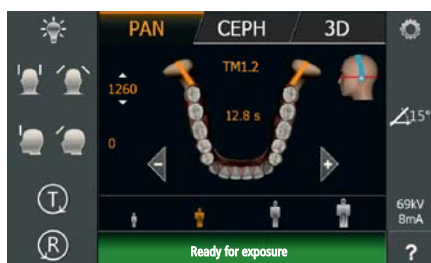 PAN
CEPH
3D
TM1.2
1260
12.8 s
15°
0
-
+
69kV
8mA
T
R
Ready for exposure
?